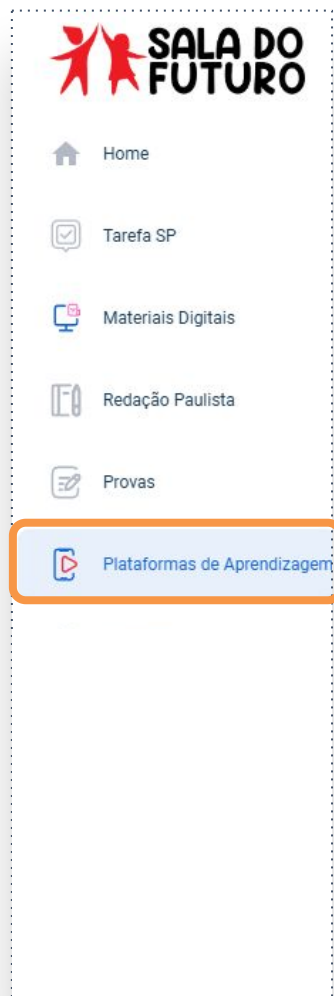 SALA DO
FUTURO
Home
Tarefa SP
Materiais Digitais
Redação Paulista
Provas
Plataformas de Aprendizagem